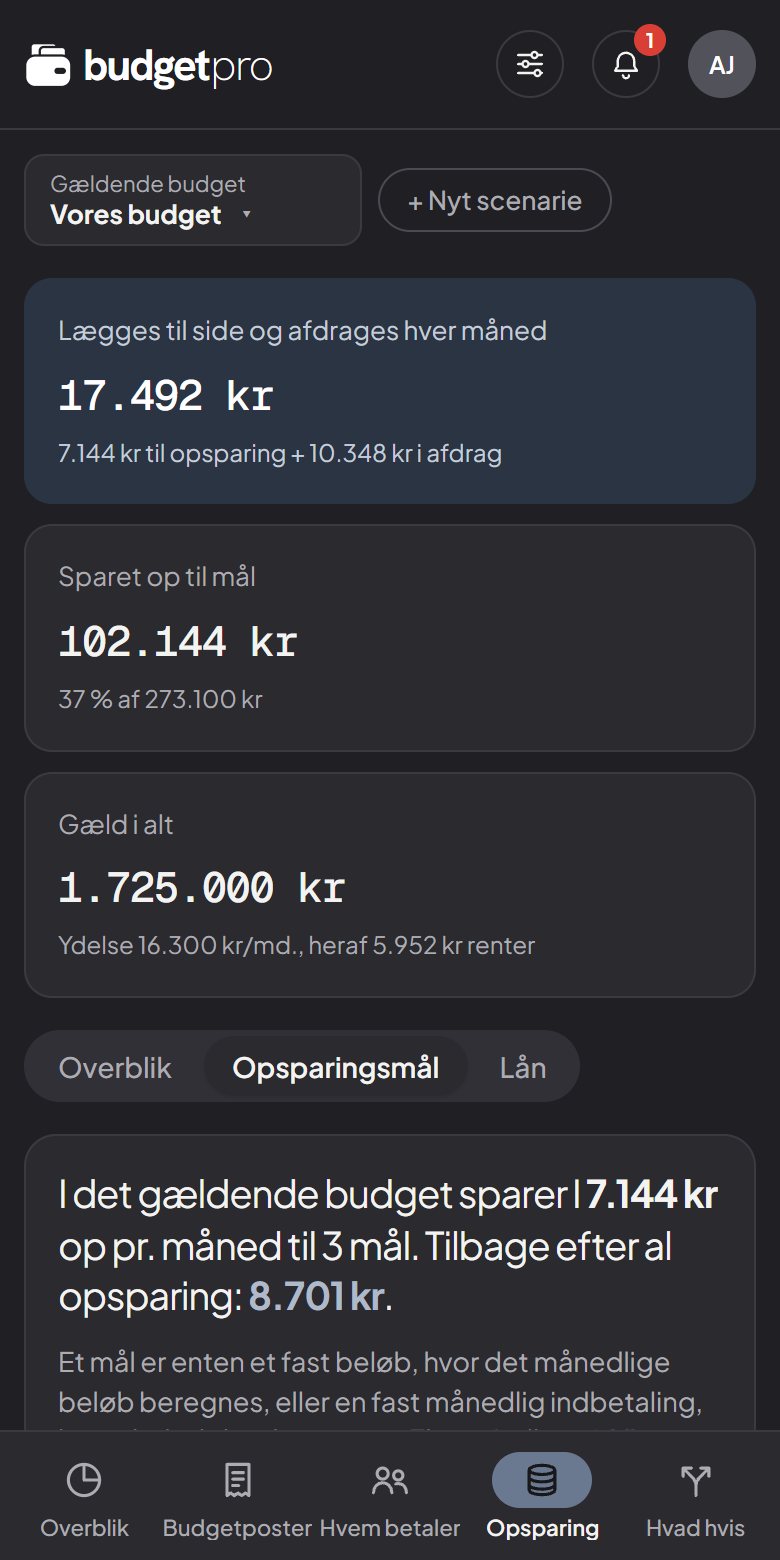 budgetpro
1
AJ
Gældende budget
Vores budget
+ Nyt scenarie
Lægges til side og afdrages hver måned
17.492 kr
7.144 kr til opsparing + 10.348 kr i afdrag
Sparet op til mål
102.144 kr
37 % af 273.100 kr
Gæld i alt
1.725.000 kr
Ydelse 16.300 kr/md., heraf 5.952 kr renter
Overblik
Opsparingsmål
Lån
I det gældende budget sparer I 7.144 kr
op pr. måned til 3 mål. Tilbage efter al
opsparing: 8.701 kr.
Et mål er enten et fast beløb, hvor det månedlige
beløb beregnes, eller en fast månedlig indbetaling,
Overblik
Budgetposter
Hvem betaler
Opsparing
Hvad hvis